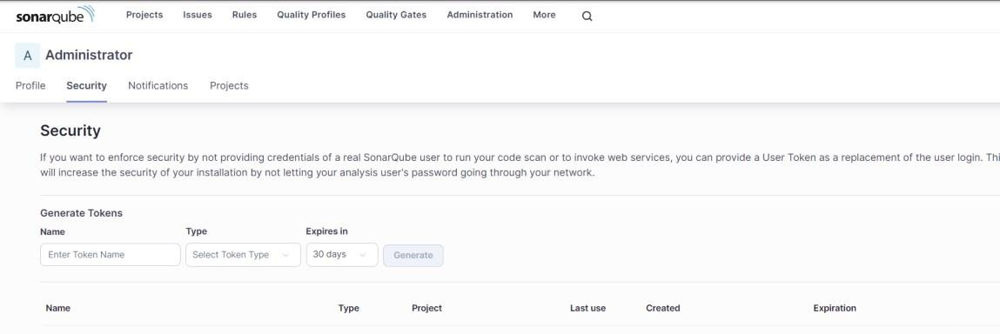 sonarqube Projects Issues Rules Quality Profiles Quality Gates Administration More
A Administrator
Profile Security Notifications Projects
Security
If you want to enforce security by not providing credentials of a real SonarQube user to run your code scan or to invoke web services, you can provide a User Token as a replacement of the user login. Thi
will increase the security of your installation by not letting your analysis user's password going through your network.
Generate Tokens
Name Type Expires in
Enter Token Name Select Token Type 30 days Generate
Name Type Project Last use Created Expiration